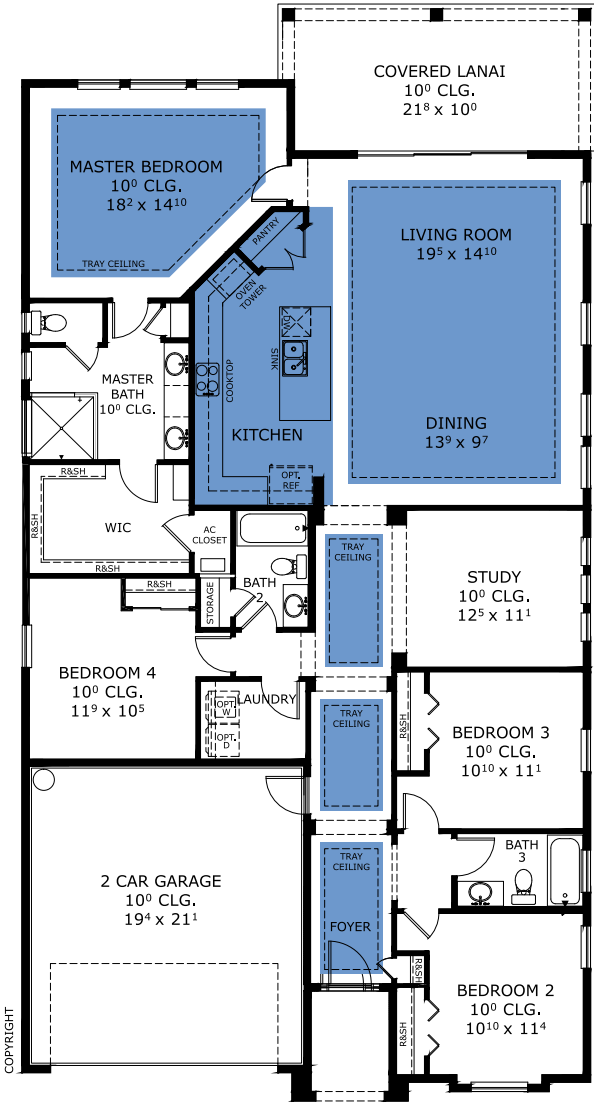 COVERED LANAI
10⁰ CLG.
21⁸ x 10⁰
MASTER BEDROOM
10⁰ CLG.
18² x 14¹⁰
TRAY CEILING
PANTRY
OVEN
TOWER
LIVING ROOM
19⁵ x 14¹⁰
DW
SINK
COOKTOP
KITCHEN
OPT.
REF
DINING
13⁹ x 9⁷
MASTER
BATH
10⁰ CLG.
R&SH
R&SH
WIC
R&SH
AC
CLOSET
TRAY
CEILING
STUDY
10⁰ CLG.
12⁵ x 11¹
BATH
2
STORAGE
R&SH
BEDROOM 4
10⁰ CLG.
11⁹ x 10⁵
LAUNDRY
OPT.
W
OPT.
D
TRAY
CEILING
R&SH
BEDROOM 3
10⁰ CLG.
10¹⁰ x 11¹
BATH
3
2 CAR GARAGE
10⁰ CLG.
19⁴ x 21¹
TRAY
CEILING
FOYER
R&SH
R&SH
BEDROOM 2
10⁰ CLG.
10¹⁰ x 11⁴
COPYRIGHT